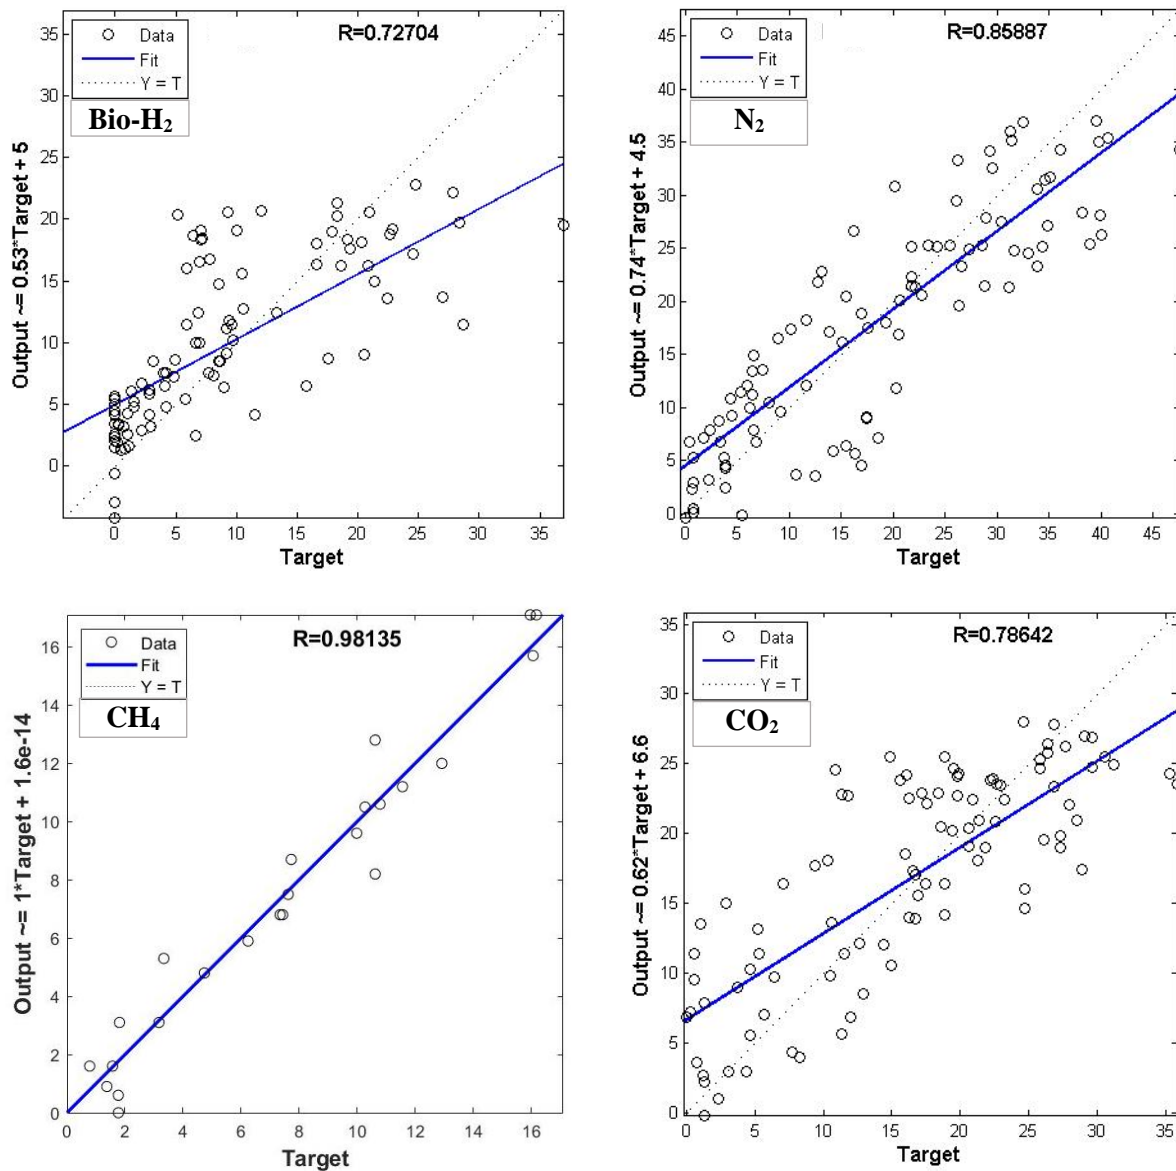 R=0.72704
Data
Fit
Y = T
Bio-H₂
Output ~= 0.53*Target + 5
35
30
25
20
15
10
5
0
0 5 10 15 20 25 30 35
Target
R=0.85887
Data
Fit
Y = T
N₂
Output ~= 0.74*Target + 4.5
45
40
35
30
25
20
15
10
5
0
0 5 10 15 20 25 30 35 40 45
Target
R=0.98135
Data
Fit
Y = T
CH₄
Output ~= 1*Target + 1.6e-14
16
14
12
10
8
6
4
2
0
0 2 4 6 8 10 12 14 16
Target
R=0.78642
Data
Fit
Y = T
CO₂
Output ~= 0.62*Target + 6.6
35
30
25
20
15
10
5
0
0 5 10 15 20 25 30 35
Target